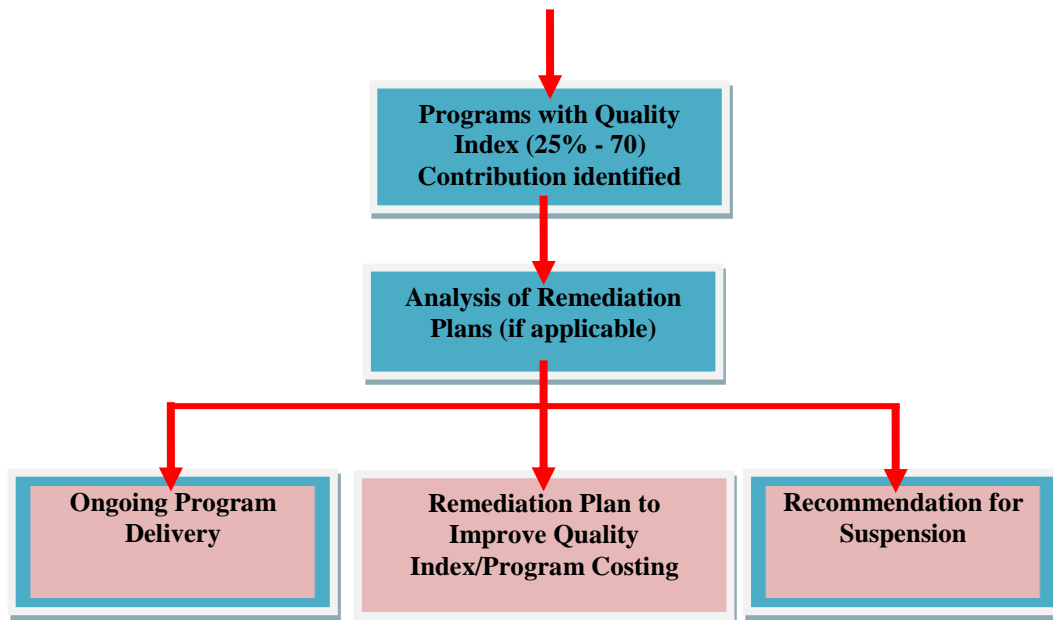 Programs with Quality
Index (25% - 70)
Contribution identified
Analysis of Remediation
Plans (if applicable)
Ongoing Program
Delivery
Remediation Plan to
Improve Quality
Index/Program Costing
Recommendation for
Suspension